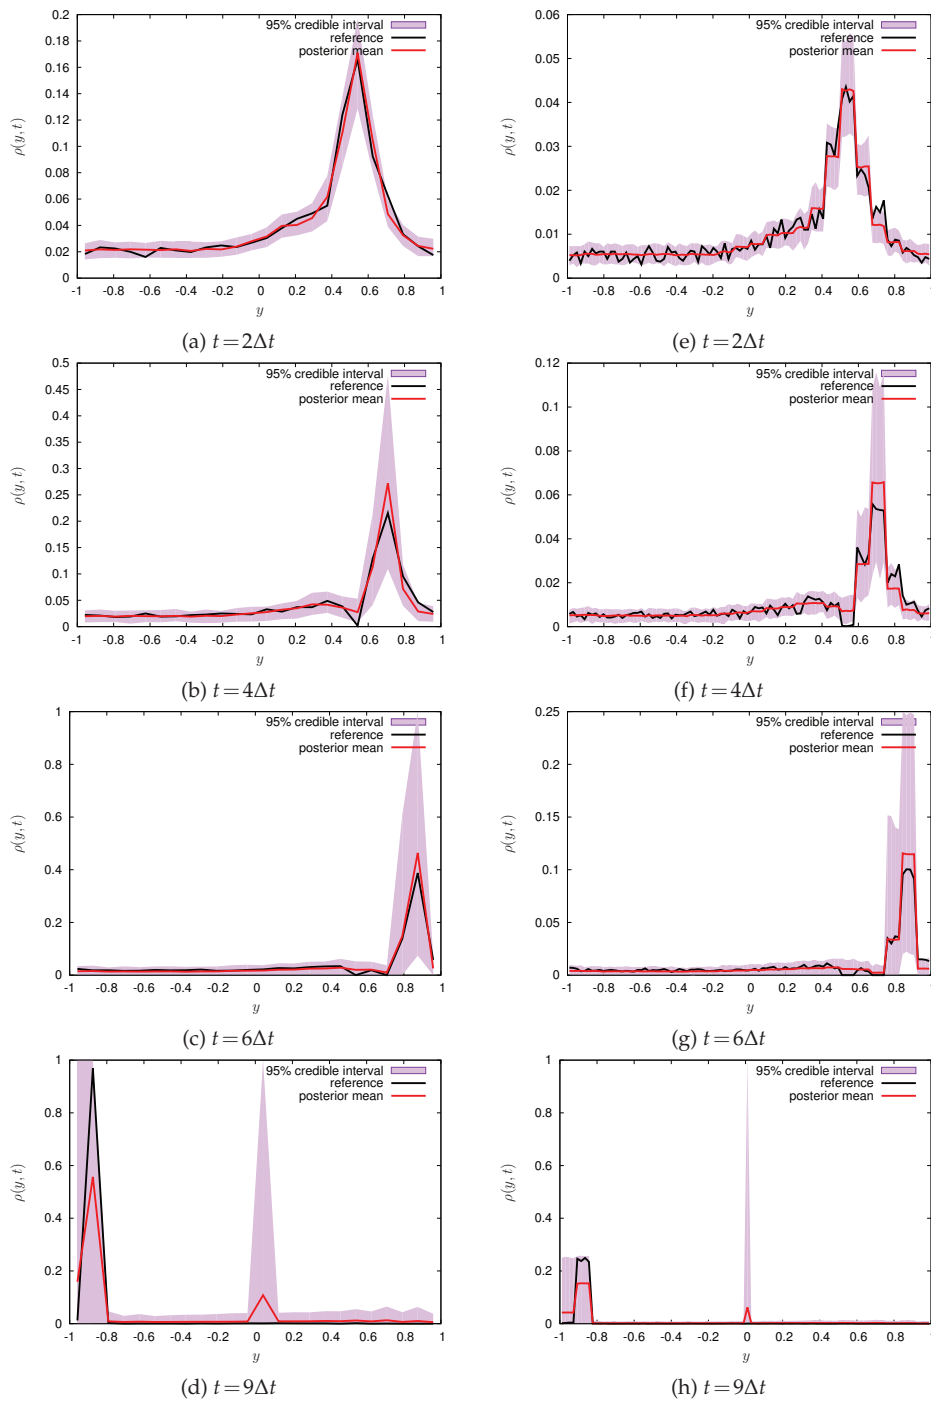 95% credible interval
reference
posterior mean
ρ(y, t)
0.2
0.18
0.16
0.14
0.12
0.1
0.08
0.06
0.04
0.02
0
-1 -0.8 -0.6 -0.4 -0.2 0 0.2 0.4 0.6 0.8 1
y
(a) t=2Δt
95% credible interval
reference
posterior mean
ρ(y, t)
0.06
0.05
0.04
0.03
0.02
0.01
0
-1 -0.8 -0.6 -0.4 -0.2 0 0.2 0.4 0.6 0.8 1
y
(e) t=2Δt
95% credible interval
reference
posterior mean
ρ(y, t)
0.5
0.45
0.4
0.35
0.3
0.25
0.2
0.15
0.1
0.05
0
-1 -0.8 -0.6 -0.4 -0.2 0 0.2 0.4 0.6 0.8 1
y
(b) t=4Δt
95% credible interval
reference
posterior mean
ρ(y, t)
0.12
0.1
0.08
0.06
0.04
0.02
0
-1 -0.8 -0.6 -0.4 -0.2 0 0.2 0.4 0.6 0.8 1
y
(f) t=4Δt
95% credible interval
reference
posterior mean
ρ(y, t)
1
0.8
0.6
0.4
0.2
0
-1 -0.8 -0.6 -0.4 -0.2 0 0.2 0.4 0.6 0.8 1
y
(c) t=6Δt
95% credible interval
reference
posterior mean
ρ(y, t)
0.25
0.2
0.15
0.1
0.05
0
-1 -0.8 -0.6 -0.4 -0.2 0 0.2 0.4 0.6 0.8 1
y
(g) t=6Δt
95% credible interval
reference
posterior mean
ρ(y, t)
1
0.8
0.6
0.4
0.2
0
-1 -0.8 -0.6 -0.4 -0.2 0 0.2 0.4 0.6 0.8 1
y
(d) t=9Δt
95% credible interval
reference
posterior mean
ρ(y, t)
1
0.8
0.6
0.4
0.2
0
-1 -0.8 -0.6 -0.4 -0.2 0 0.2 0.4 0.6 0.8 1
y
(h) t=9Δt